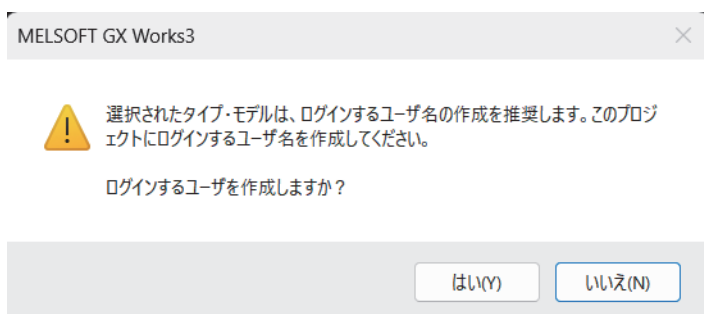 MELSOFT GX Works3
選択されたタイプ・モデルは、ログインするユーザ名の作成を推奨します。このプロジ
ェクトにログインするユーザ名を作成してください。
ログインするユーザを作成しますか？
はい(Y)
いいえ(N)